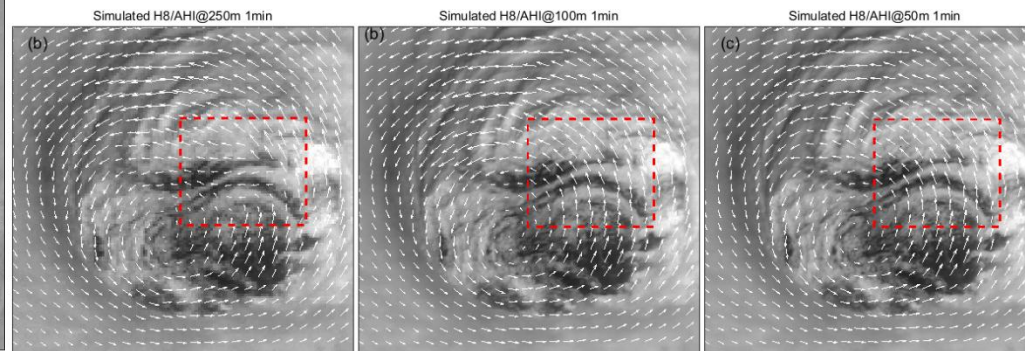 Simulated H8/AHI@250m 1min
Simulated H8/AHI@100m 1min
Simulated H8/AHI@50m 1min
(b)
(b)
(c)